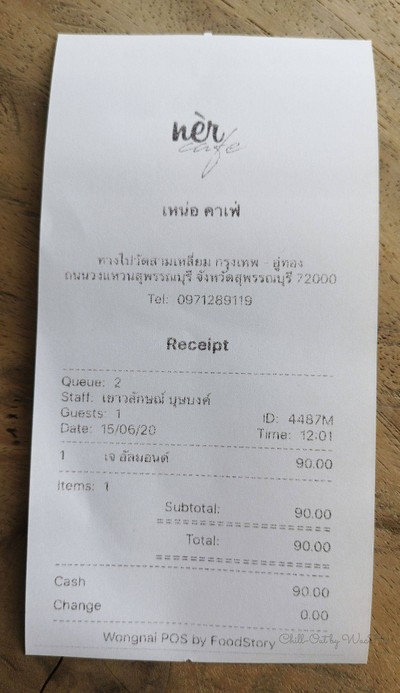 nèr
cafe
เหน่อ คาเฟ่
ทางไปวัดสามเหลี่ยม กรุงเทพ - อู่ทอง
ถนนวงแหวนสุพรรณบุรี จังหวัดสุพรรณบุรี 72000
Tel: 0971289119
Receipt
Queue: 2
Staff: เยาวลักษณ์ บุษบงค์
Guests: 1 ID: 4487M
Date: 15/06/20 Time: 12:01
1 เจ อัลมอนด์ 90.00
Items: 1
Subtotal: 90.00
Total: 90.00
Cash 90.00
Change 0.00
Wongnai POS by FoodStory
Chill Out by